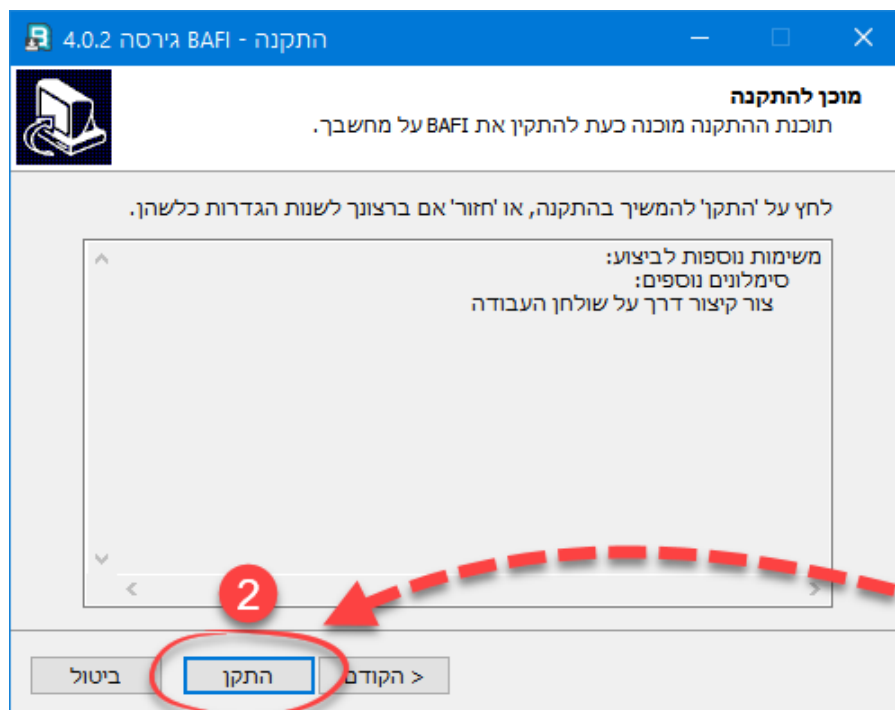 התקנה - BAFI גירסה 4.0.2
מוכן להתקנה
תוכנת ההתקנה מוכנה כעת להתקין את BAFI על מחשבך.
לחץ על 'התקן' להמשיך בהתקנה, או 'חזור' אם ברצונך לשנות הגדרות כלשהן.
משימות נוספות לביצוע:
סימלונים נוספים:
צור קיצור דרך על שולחן העבודה
2
< הקודם
התקן
ביטול